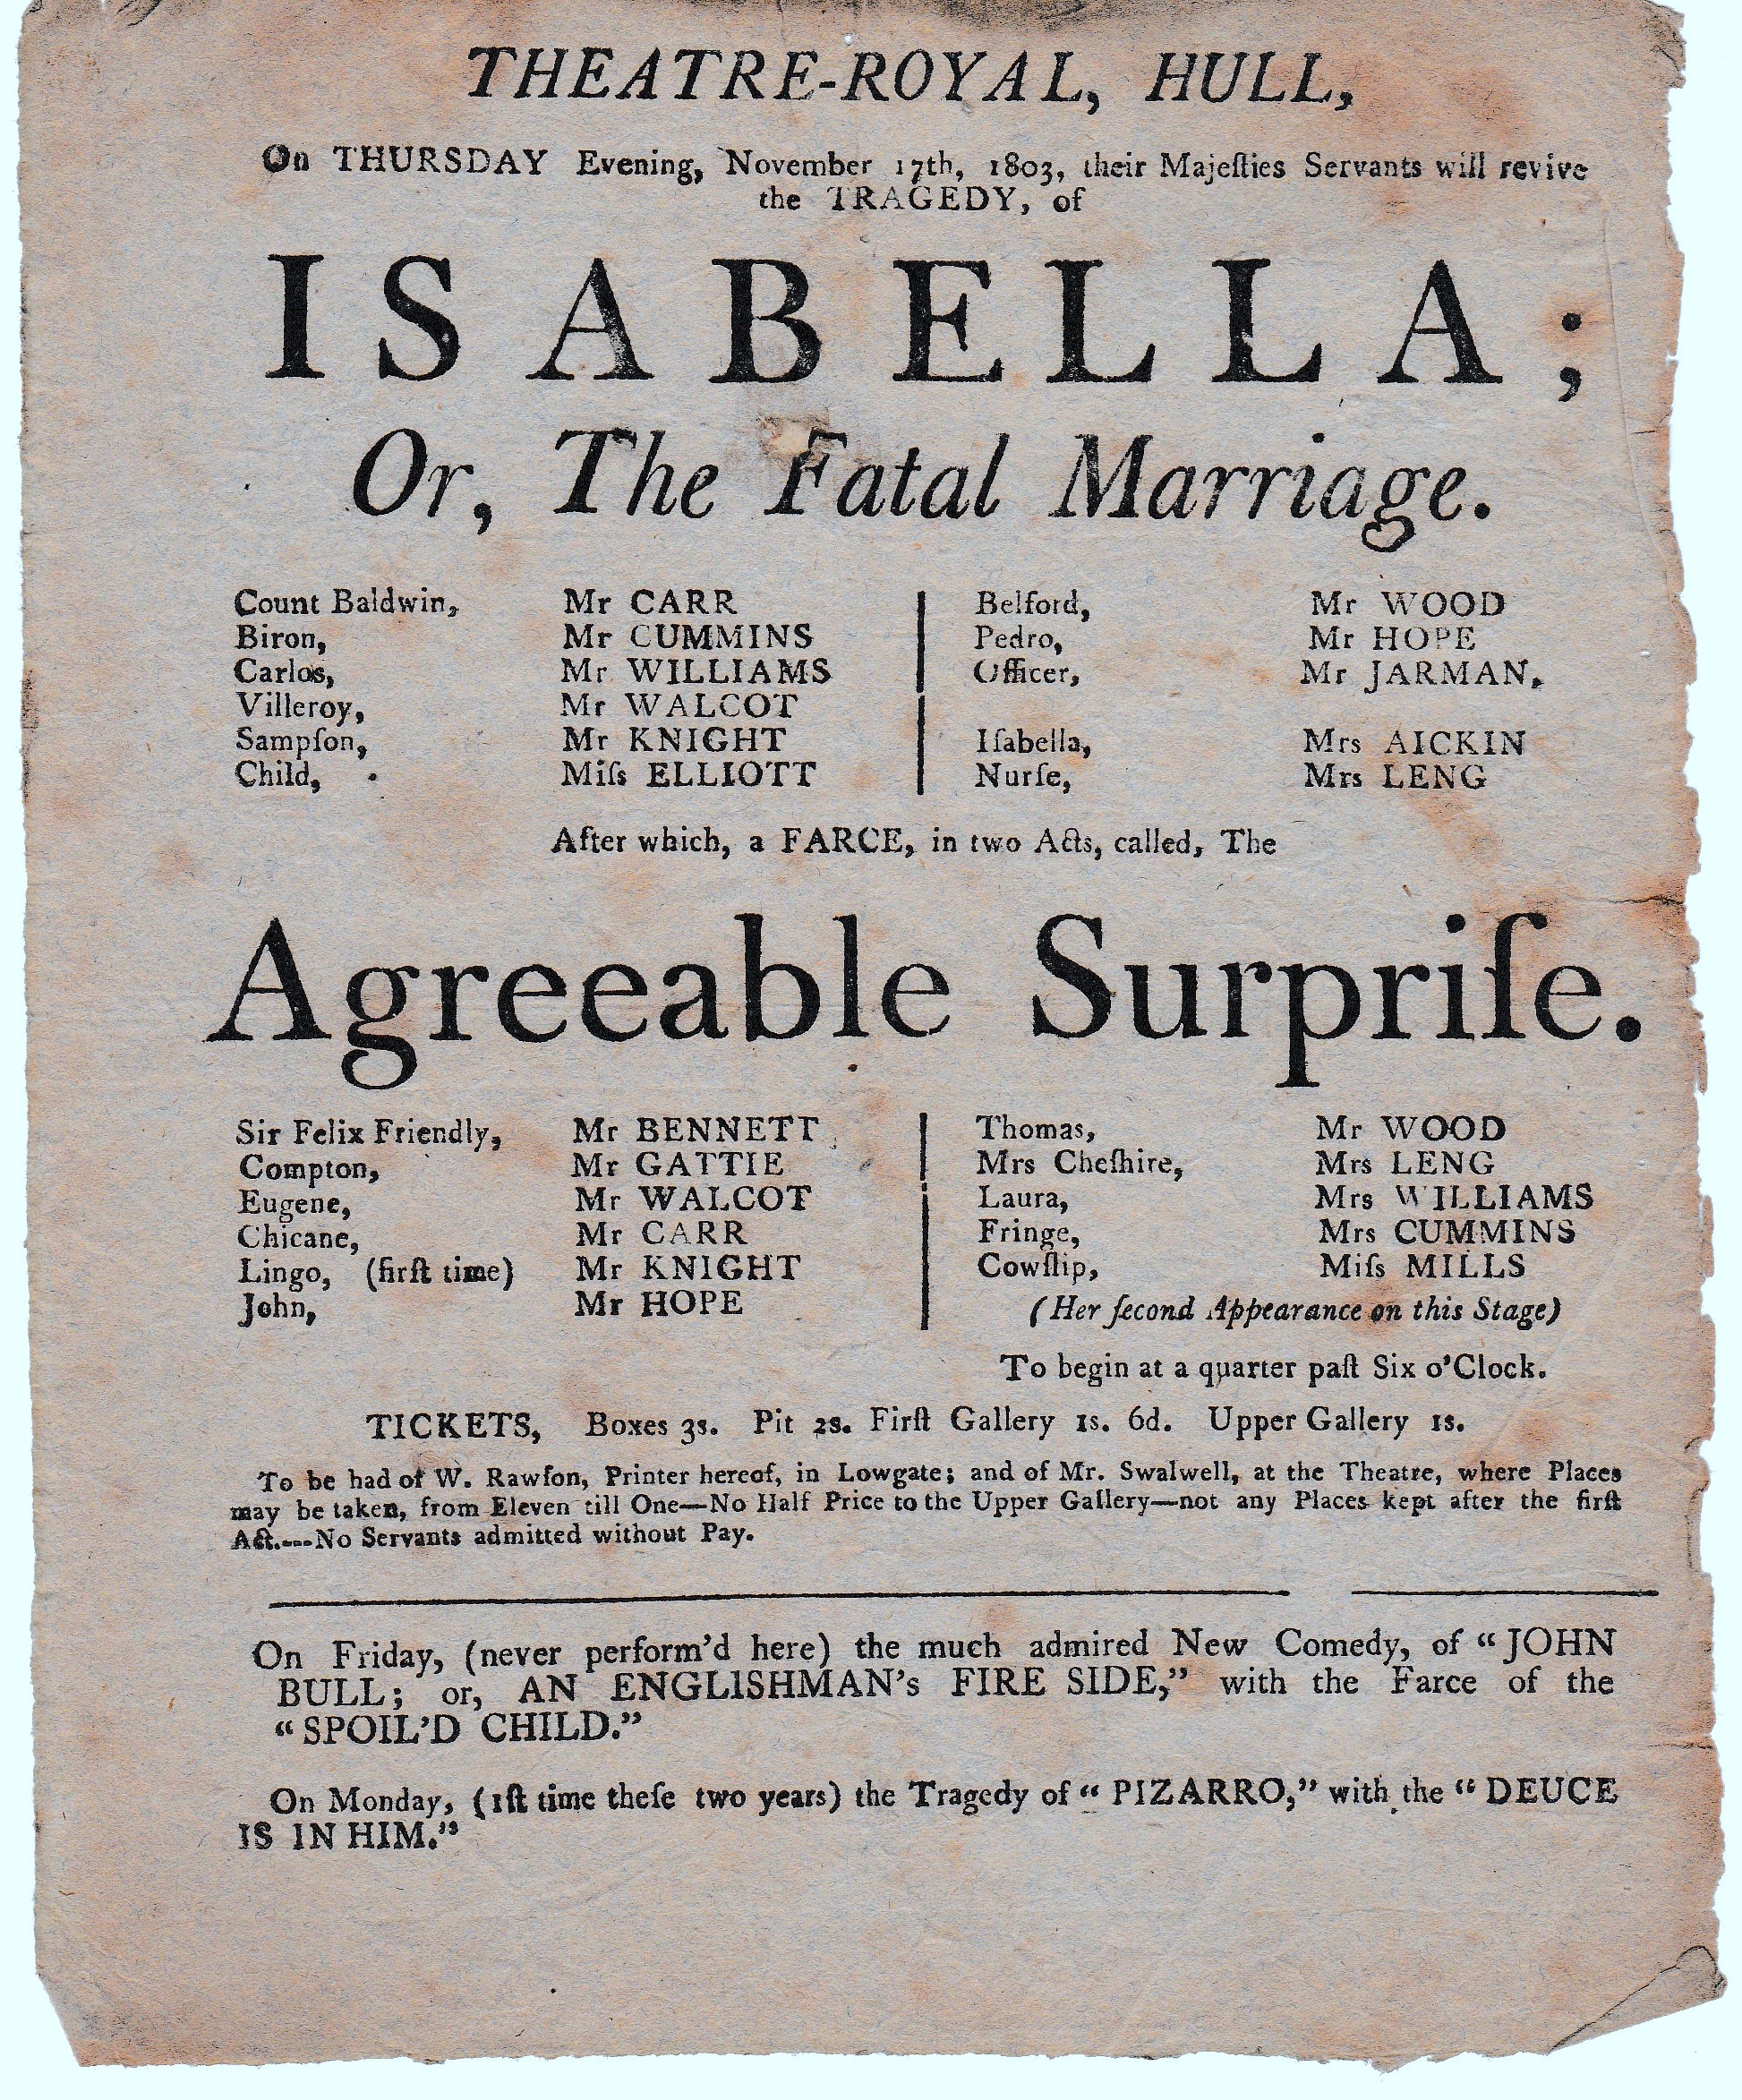 THEATRE-ROYAL, HULL,
On THURSDAY Evening, November 17th, 1803, their Majeſties Servants will revive
the TRAGEDY, of
ISABELLA;
Or, The Fatal Marriage.
Count Baldwin, Mr CARR
Biron, Mr CUMMINS
Carlos, Mr WILLIAMS
Villeroy, Mr WALCOT
Sampſon, Mr KNIGHT
Child, Miſs ELLIOTT
Belford, Mr WOOD
Pedro, Mr HOPE
Officer, Mr JARMAN.
Iſabella, Mrs AICKIN
Nurſe, Mrs LENG
After which, a FARCE, in two Acts, called, The
Agreeable Surpriſe.
Sir Felix Friendly, Mr BENNETT
Compton, Mr GATTIE
Eugene, Mr WALCOT
Chicane, Mr CARR
Lingo, (firſt time) Mr KNIGHT
John, Mr HOPE
Thomas, Mr WOOD
Mrs Cheſhire, Mrs LENG
Laura, Mrs WILLIAMS
Fringe, Mrs CUMMINS
Cowſlip, Miſs MILLS
(Her ſecond Appearance on this Stage)
To begin at a quarter paſt Six o'Clock.
TICKETS, Boxes 3s. Pit 2s. Firſt Gallery 1s. 6d. Upper Gallery 1s.
To be had of W. Rawſon, Printer hereof, in Lowgate; and of Mr. Swalwell, at the Theatre, where Places
may be taken, from Eleven till One—No Half Price to the Upper Gallery—not any Places kept after the firſt
Act.---No Servants admitted without Pay.
On Friday, (never perform'd here) the much admired New Comedy, of "JOHN
BULL; or, AN ENGLISHMAN's FIRE SIDE," with the Farce of the
"SPOIL'D CHILD."
On Monday, (1ſt time theſe two years) the Tragedy of "PIZARRO," with the "DEUCE
IS IN HIM."